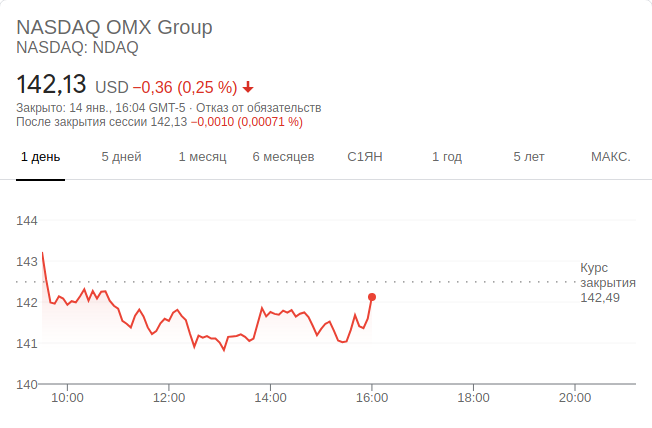 NASDAQ OMX Group
NASDAQ: NDAQ
142,13 USD −0,36 (0,25 %)
Закрыто: 14 янв., 16:04 GMT-5 · Отказ от обязательств
После закрытия сессии 142,13 −0,0010 (0,00071 %)
1 день 5 дней 1 месяц 6 месяцев С1ЯН 1 год 5 лет МАКС.
144
143
Курс
закрытия
142,49
142
141
140
10:00 12:00 14:00 16:00 18:00 20:00